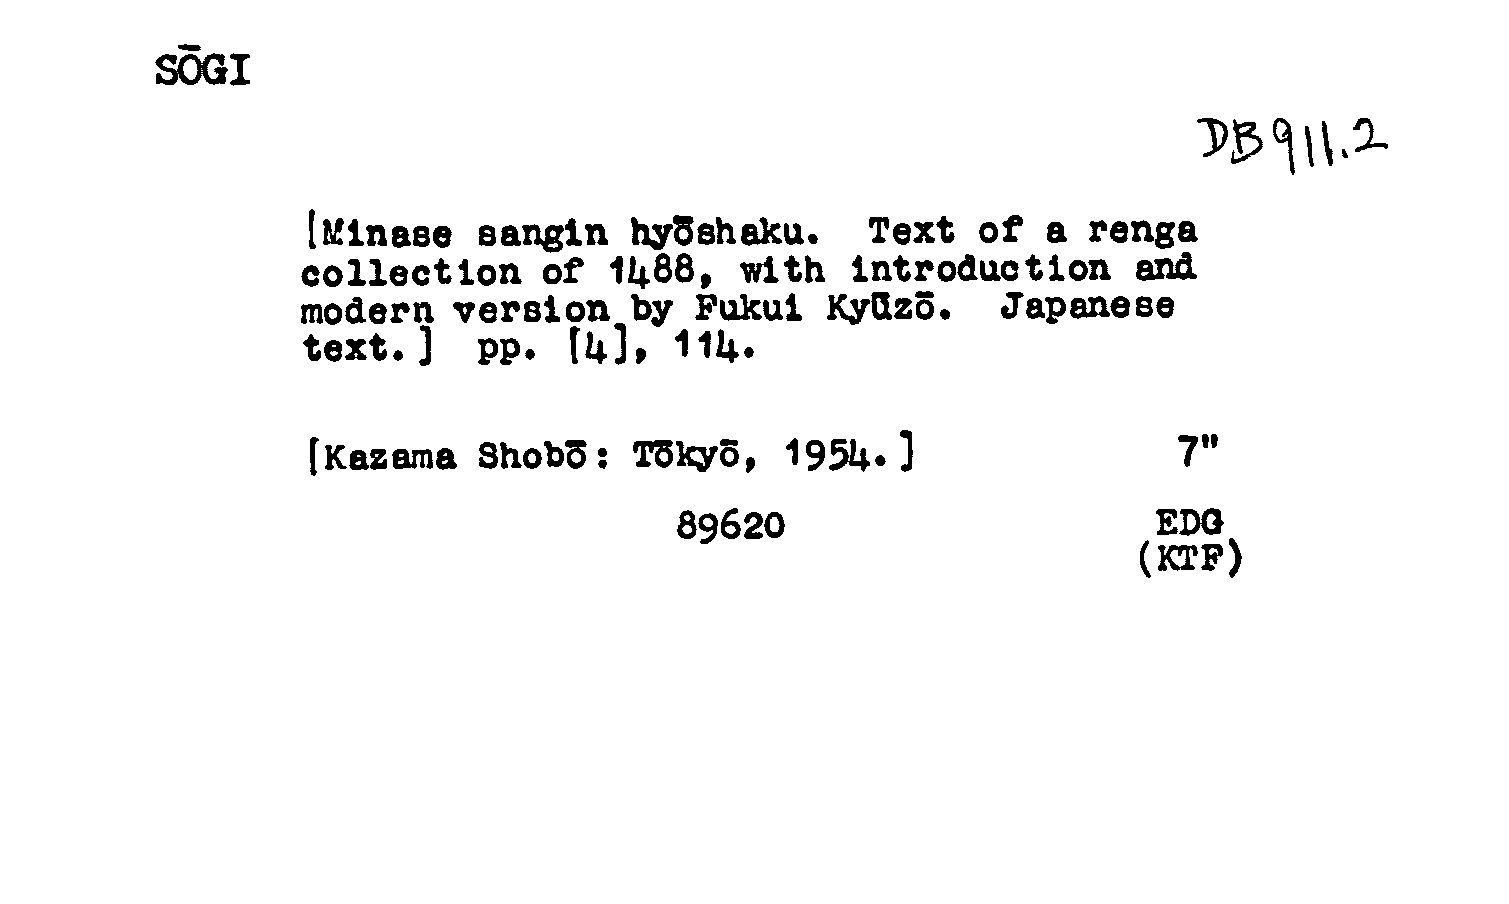 SŌGI
DB911.2
[Minase sangin hyōshaku. Text of a renga
collection of 1488, with introduction and
modern version by Fukui Kyūzō. Japanese
text.] pp. [4], 114.
[Kazama Shobō: Tōkyō, 1954.] 7"
89620 EDG
(KTF)